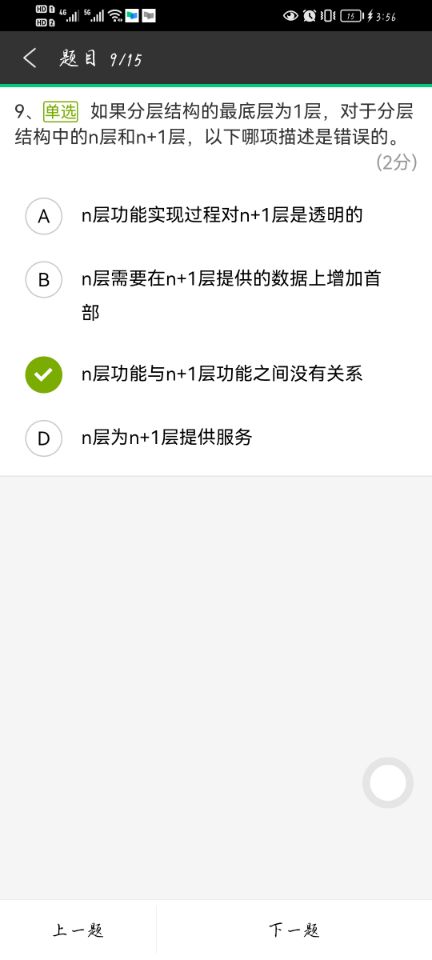 HD 1 4G 5G 15 3:56
HD 2
题目 9/15
9、单选 如果分层结构的最底层为1层，对于分层
结构中的n层和n+1层，以下哪项描述是错误的。
(2分)
A n层功能实现过程对n+1层是透明的
B n层需要在n+1层提供的数据上增加首
部
n层功能与n+1层功能之间没有关系
D n层为n+1层提供服务
上一题 下一题